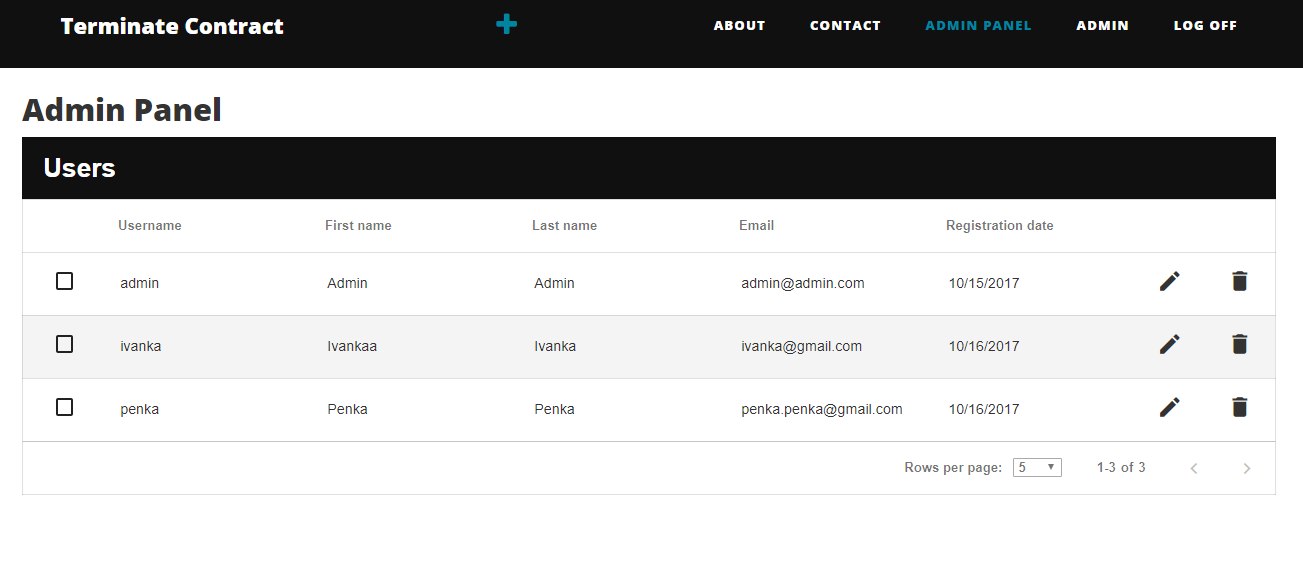 Terminate Contract ABOUT CONTACT ADMIN PANEL ADMIN LOG OFF
Admin Panel
Users
Username First name Last name Email Registration date
admin Admin Admin admin@admin.com 10/15/2017
ivanka Ivankaa Ivanka ivanka@gmail.com 10/16/2017
penka Penka Penka penka.penka@gmail.com 10/16/2017
Rows per page: 5 1-3 of 3